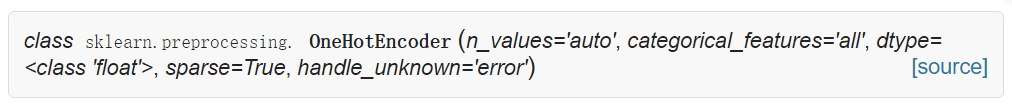 class sklearn.preprocessing. OneHotEncoder (n_values='auto', categorical_features='all', dtype=
<class 'float'>, sparse=True, handle_unknown='error') [source]